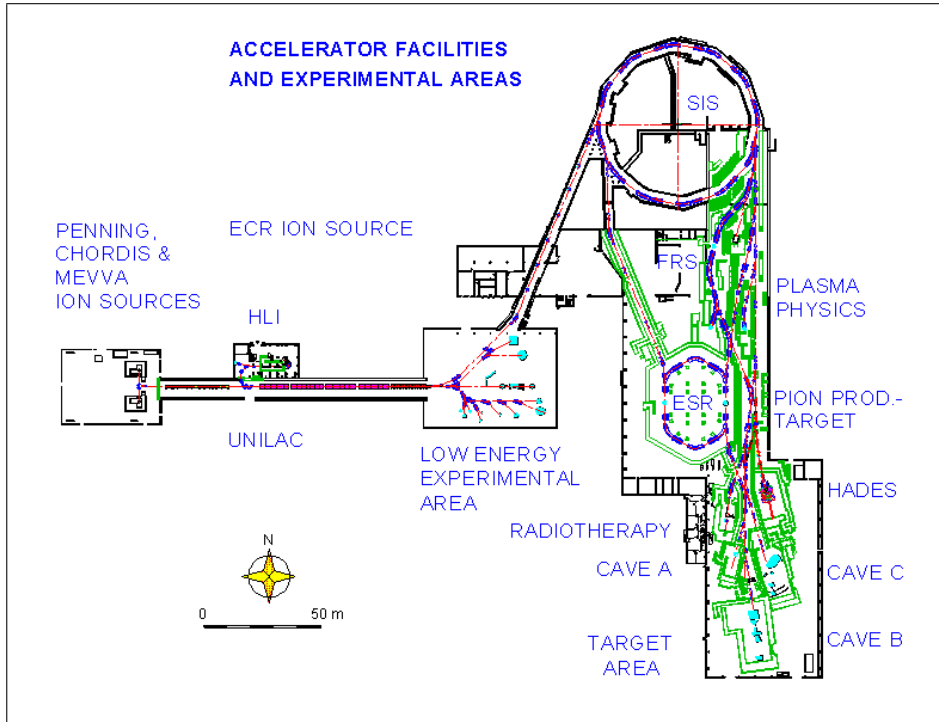 ACCELERATOR FACILITIES
AND EXPERIMENTAL AREAS
SIS
PENNING,
CHORDIS &
MEVVA
ION SOURCES
ECR ION SOURCE
FRS
PLASMA
PHYSICS
HLI
ESR
PION PROD.-
TARGET
UNILAC
LOW ENERGY
EXPERIMENTAL
AREA
HADES
RADIOTHERAPY
CAVE A
CAVE C
N
0 50 m
TARGET
AREA
CAVE B